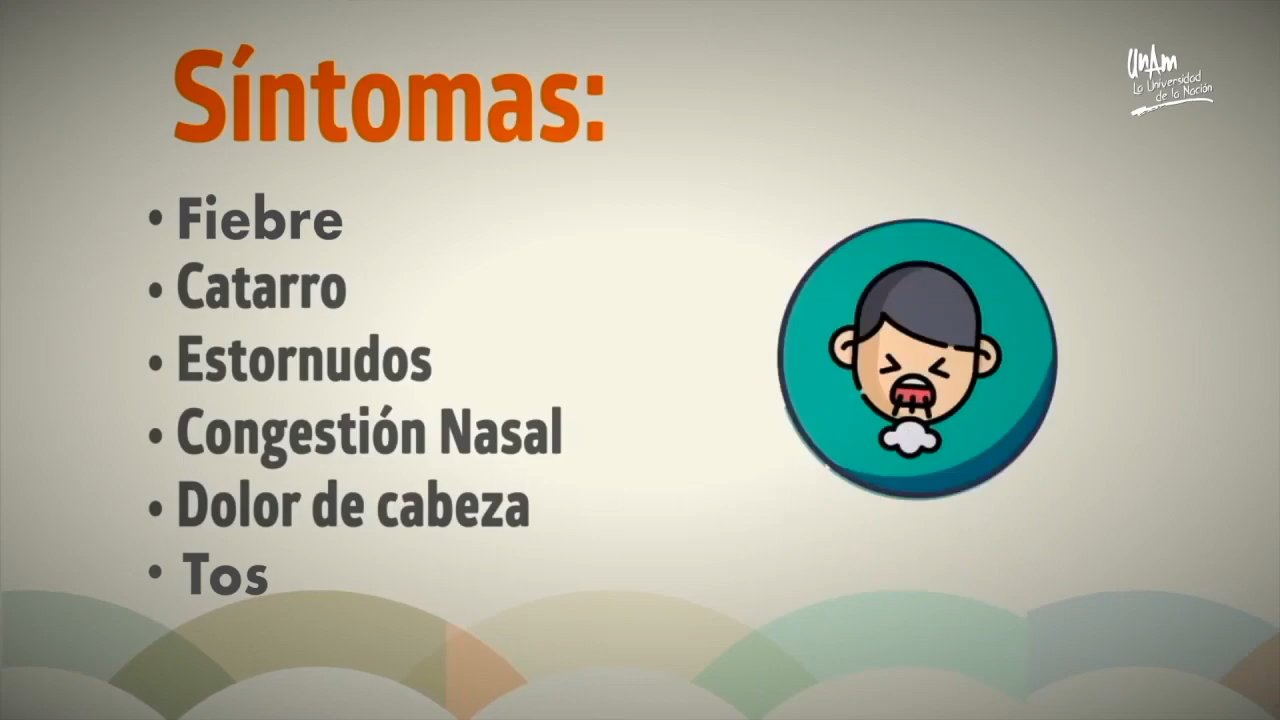 Síntomas:
• Fiebre
• Catarro
• Estornudos
• Congestión Nasal
• Dolor de cabeza
• Tos
UnAm
La Universidad
de la Nación